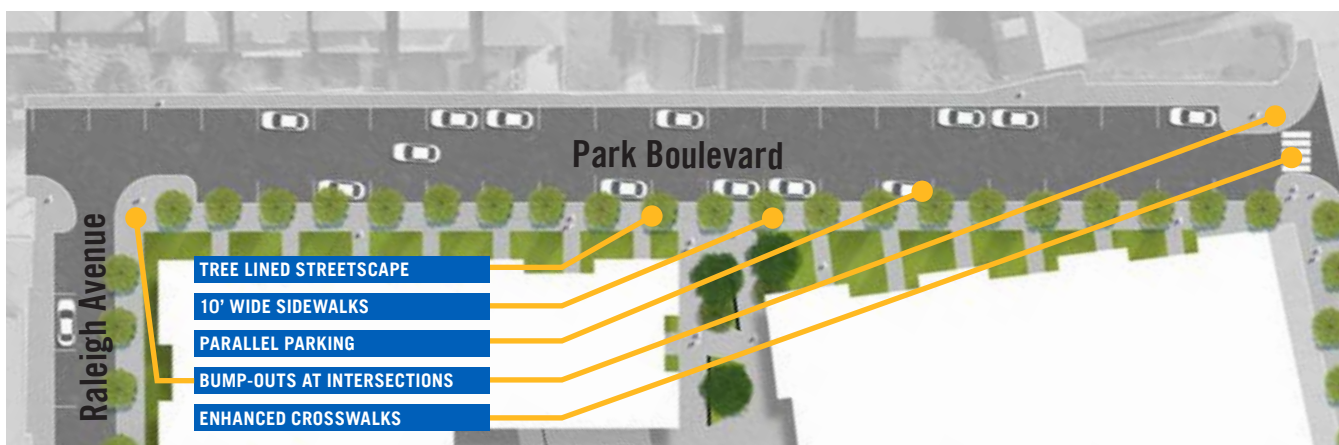 Park Boulevard
Raleigh Avenue
TREE LINED STREETSCAPE
10' WIDE SIDEWALKS
PARALLEL PARKING
BUMP-OUTS AT INTERSECTIONS
ENHANCED CROSSWALKS